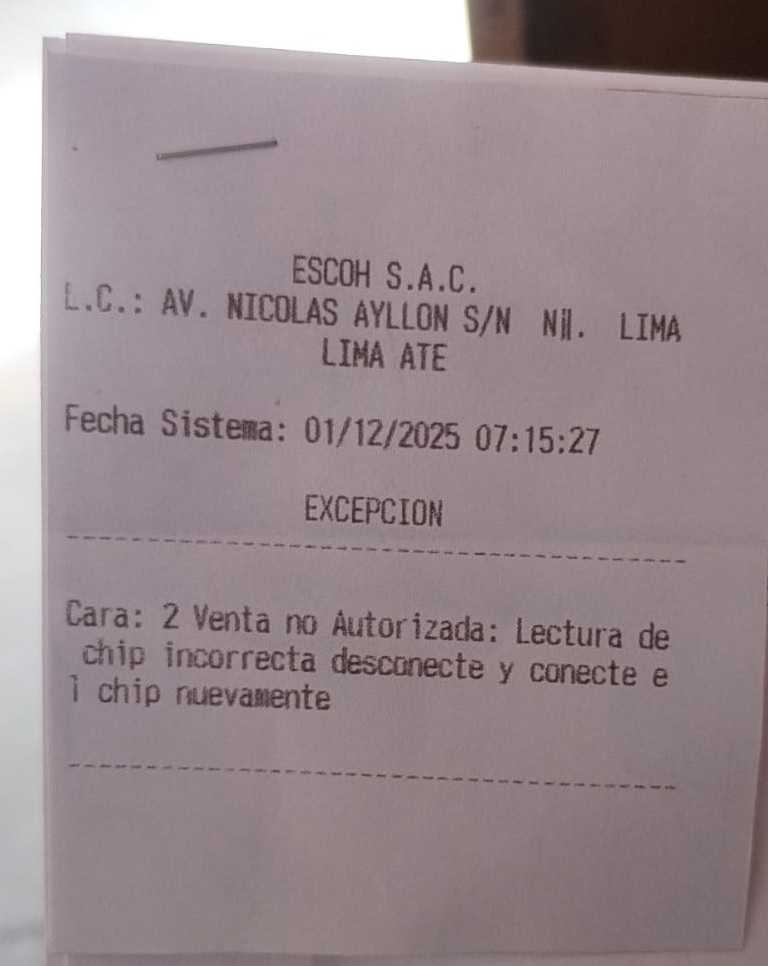 ESCOH S.A.C.
L.C.: AV. NICOLAS AYLLON S/N LIMA
LIMA ATE
Fecha Sistema: 01/12/2025 07:15:27
EXCEPCION
Cara: 2 Venta no Autorizada: Lectura de
chip incorrecta desconecte y conecte e
l chip nuevamente